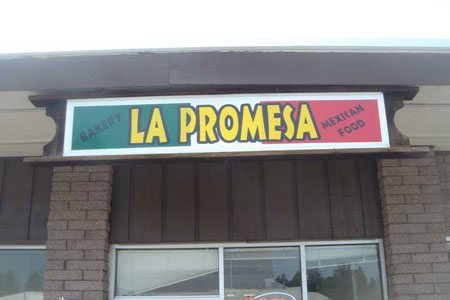 BAKERY
LA PROMESA
MEXICAN
FOOD